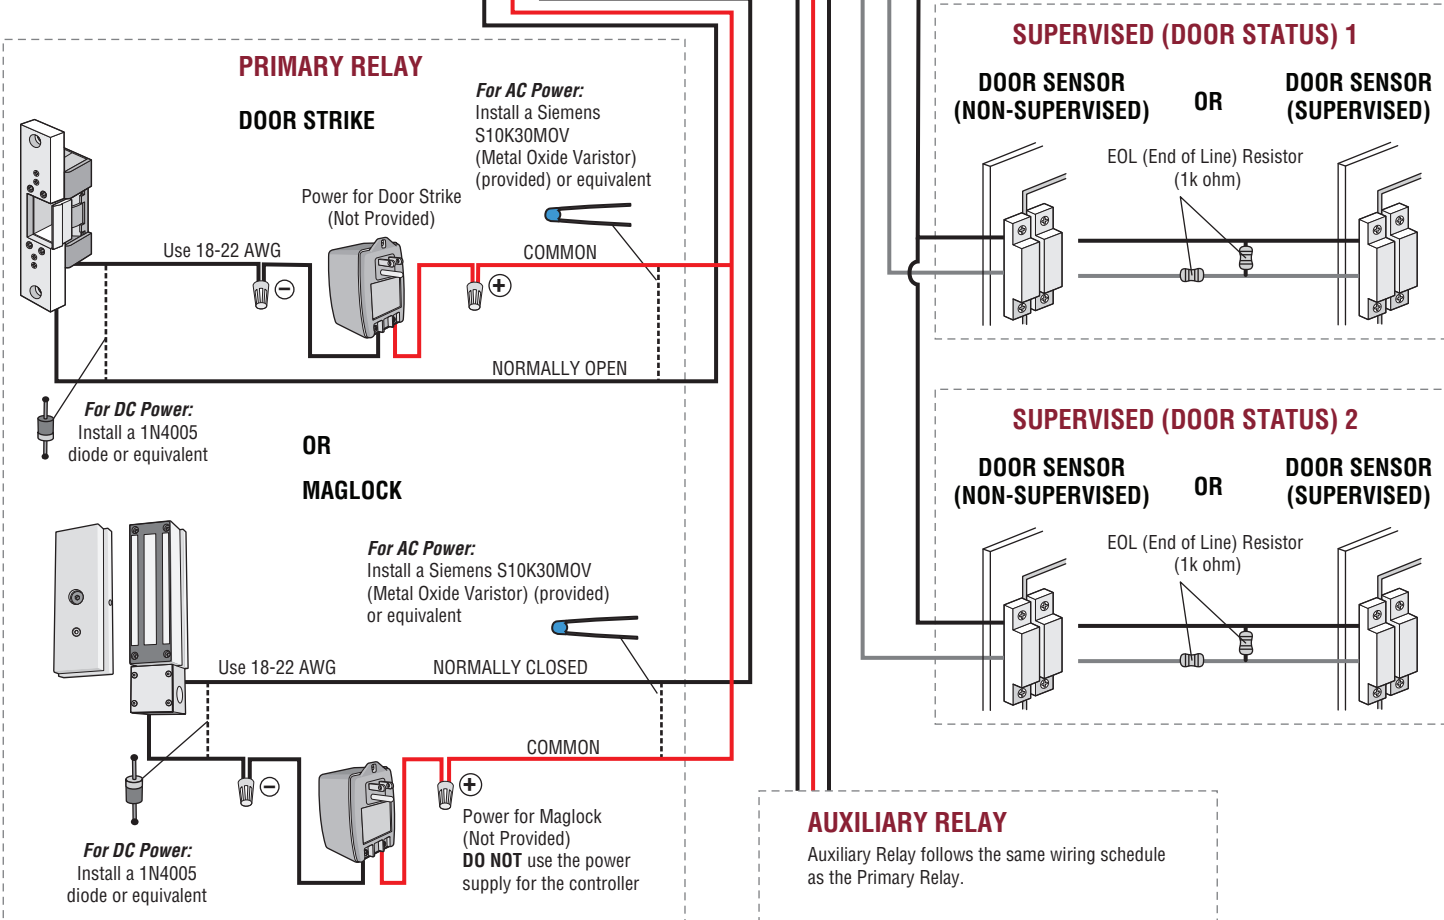 PRIMARY RELAY
DOOR STRIKE
For AC Power:
Install a Siemens
S10K30MOV
(Metal Oxide Varistor)
(provided) or equivalent
Power for Door Strike
(Not Provided)
Use 18-22 AWG
COMMON
−
+
NORMALLY OPEN
For DC Power:
Install a 1N4005
diode or equivalent
OR
MAGLOCK
For AC Power:
Install a Siemens S10K30MOV
(Metal Oxide Varistor) (provided)
or equivalent
Use 18-22 AWG
NORMALLY CLOSED
COMMON
−
+
Power for Maglock
(Not Provided)
DO NOT use the power
supply for the controller
For DC Power:
Install a 1N4005
diode or equivalent
SUPERVISED (DOOR STATUS) 1
DOOR SENSOR
(NON-SUPERVISED)
OR
DOOR SENSOR
(SUPERVISED)
EOL (End of Line) Resistor
(1k ohm)
SUPERVISED (DOOR STATUS) 2
DOOR SENSOR
(NON-SUPERVISED)
OR
DOOR SENSOR
(SUPERVISED)
EOL (End of Line) Resistor
(1k ohm)
AUXILIARY RELAY
Auxiliary Relay follows the same wiring schedule
as the Primary Relay.